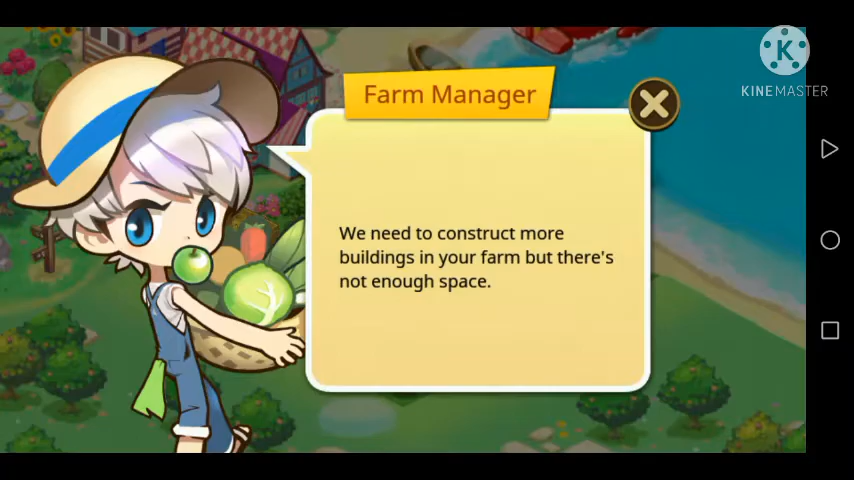 Farm Manager
KINEMASTER
We need to construct more
buildings in your farm but there's
not enough space.